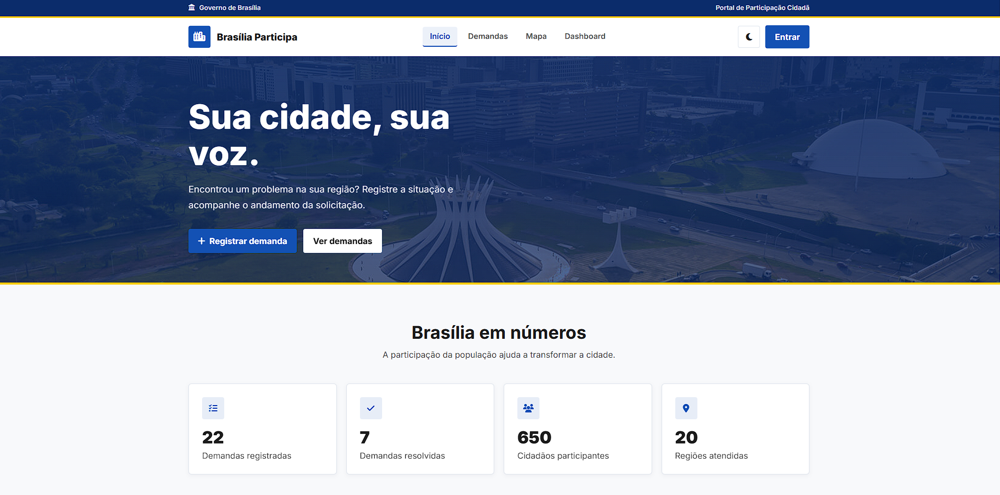 Governo de Brasília
Portal de Participação Cidadã
Brasília Participa
Início
Demandas
Mapa
Dashboard
Entrar
Sua cidade, sua
voz.
Encontrou um problema na sua região? Registre a situação e
acompanhe o andamento da solicitação.
Registrar demanda
Ver demandas
Brasília em números
A participação da população ajuda a transformar a cidade.
22
Demandas registradas
7
Demandas resolvidas
650
Cidadãos participantes
20
Regiões atendidas